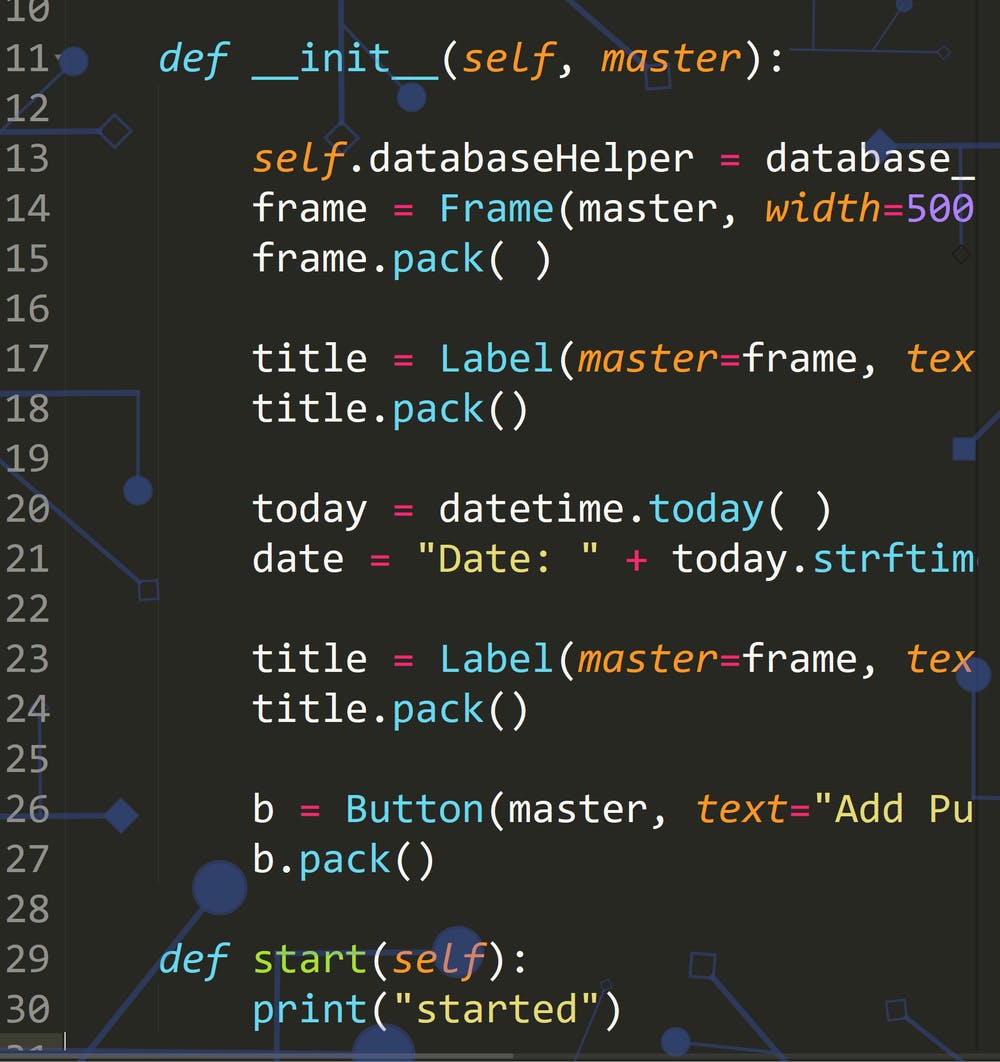 10
11 def __init__(self, master):
12
13 self.databaseHelper = database_
14 frame = Frame(master, width=500
15 frame.pack( )
16
17 title = Label(master=frame, tex
18 title.pack()
19
20 today = datetime.today( )
21 date = "Date: " + today.strftim
22
23 title = Label(master=frame, tex
24 title.pack()
25
26 b = Button(master, text="Add Pu
27 b.pack()
28
29 def start(self):
30 print("started")